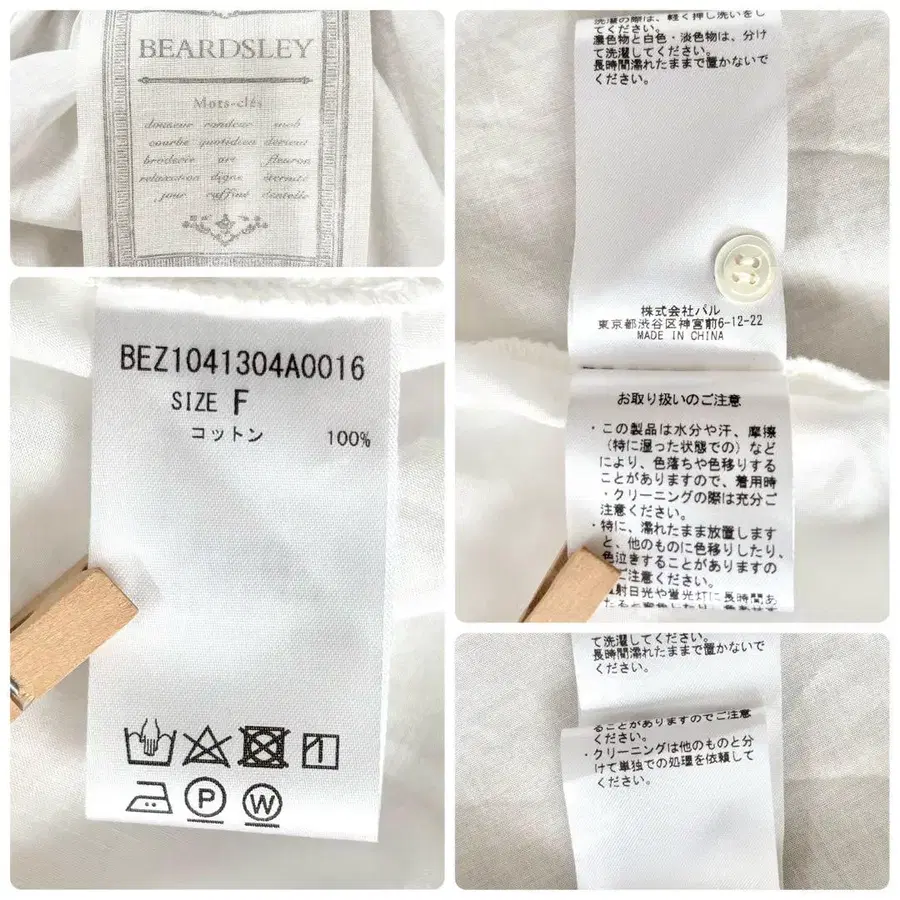 BEARDSLEY
Mots-clés
douceur rondeur mob
courbe quotidien dérieut
broderie art fleuron
relaxation digne éternité
jour raffiné dentelle
BEZ1041304A0016
SIZE F
コットン 100%
P W
洗濯の際は、軽く押し洗いをし
てください。
濃色物と白色・淡色物は、分け
て洗濯してください。
長時間濡れたままで置かないで
ください。
株式会社パル
東京都渋谷区神宮前6-12-22
MADE IN CHINA
お取り扱いのご注意
・この製品は水分や汗、摩擦
(特に湿った状態での)など
により、色落ちや色移りする
ことがありますので、着用時
・クリーニングの際は充分ご
注意ください。
・特に、濡れたまま放置します
と、他のものに色移りしたり、
色泣きすることがありますの
ご注意ください。
射日光や蛍光灯に長時間あ
て洗濯してください。
長時間濡れたままで置かないで
ください。
ることがありますのでご注意
ください。
・クリーニングは他のものと分
けて単独での処理を依頼して
ください。